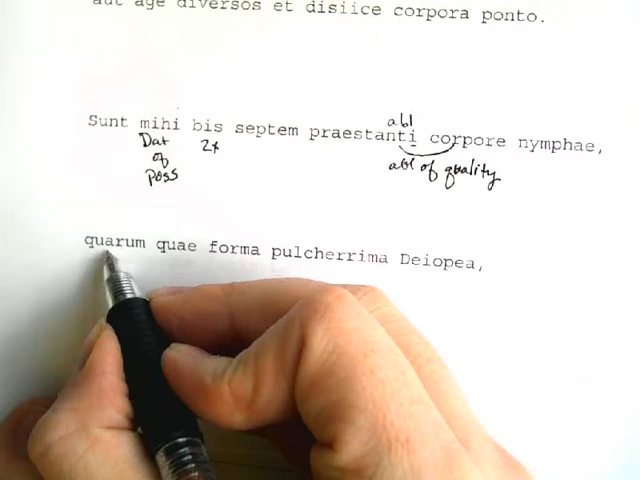 aut age diversos et disiice corpora ponto.
abl
Sunt mihi bis septem praestanti corpore nymphae,
Dat of Poss
2x
abl of quality
quarum quae forma pulcherrima Deiopea,